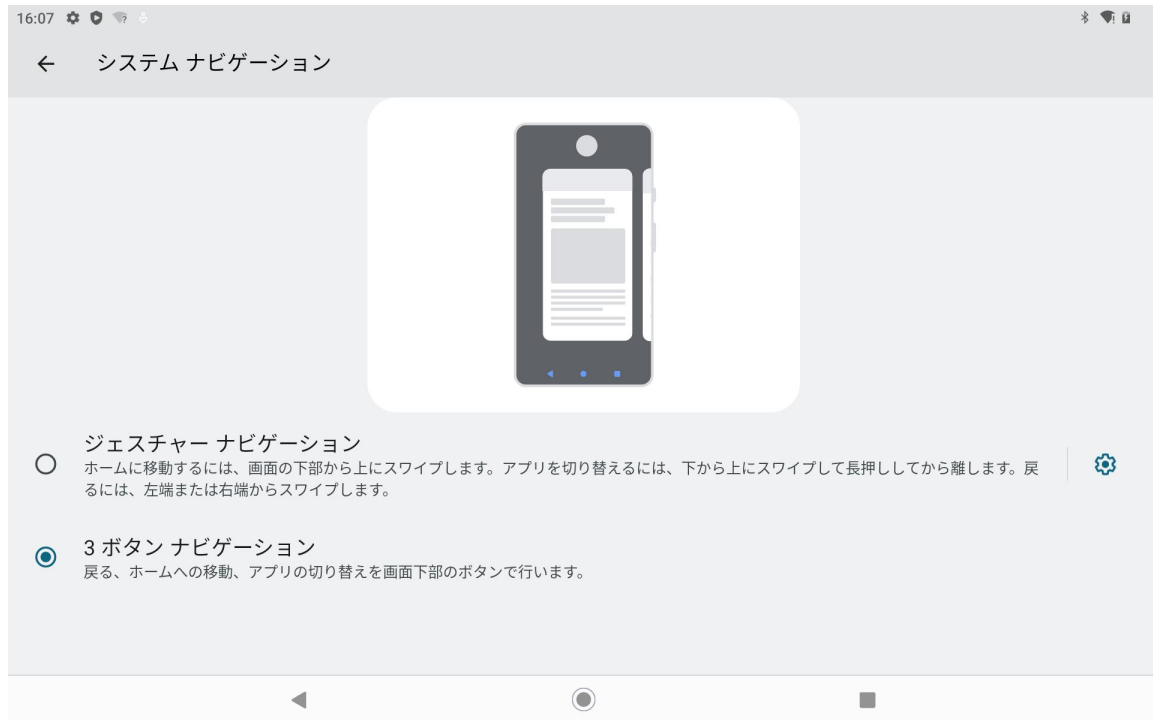 16:07
システム ナビゲーション
ジェスチャー ナビゲーション
ホームに移動するには、画面の下部から上にスワイプします。アプリを切り替えるには、下から上にスワイプして長押ししてから離します。戻
るには、左端または右端からスワイプします。
3 ボタン ナビゲーション
戻る、ホームへの移動、アプリの切り替えを画面下部のボタンで行います。